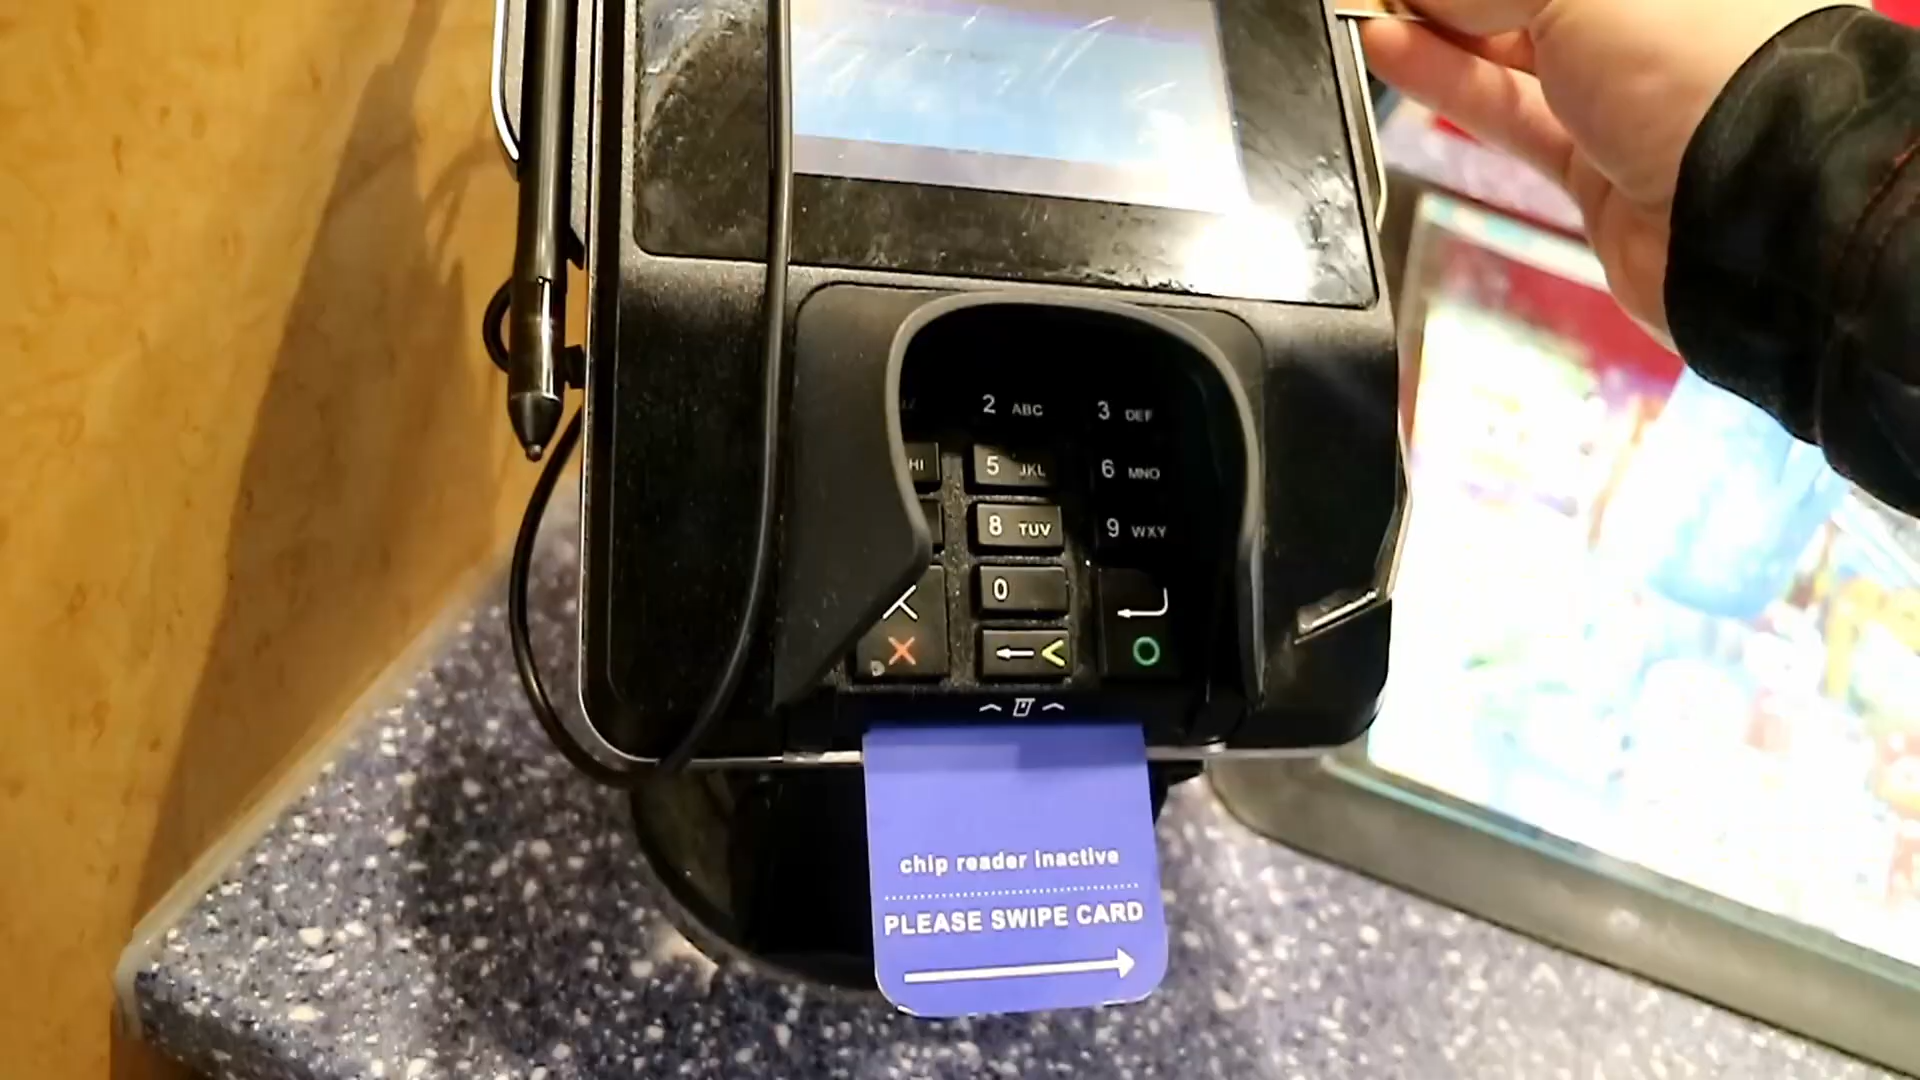 2 ABC 3 DEF
HI 5 JKL 6 MNO
8 TUV 9 WXY
0
chip reader inactive
PLEASE SWIPE CARD